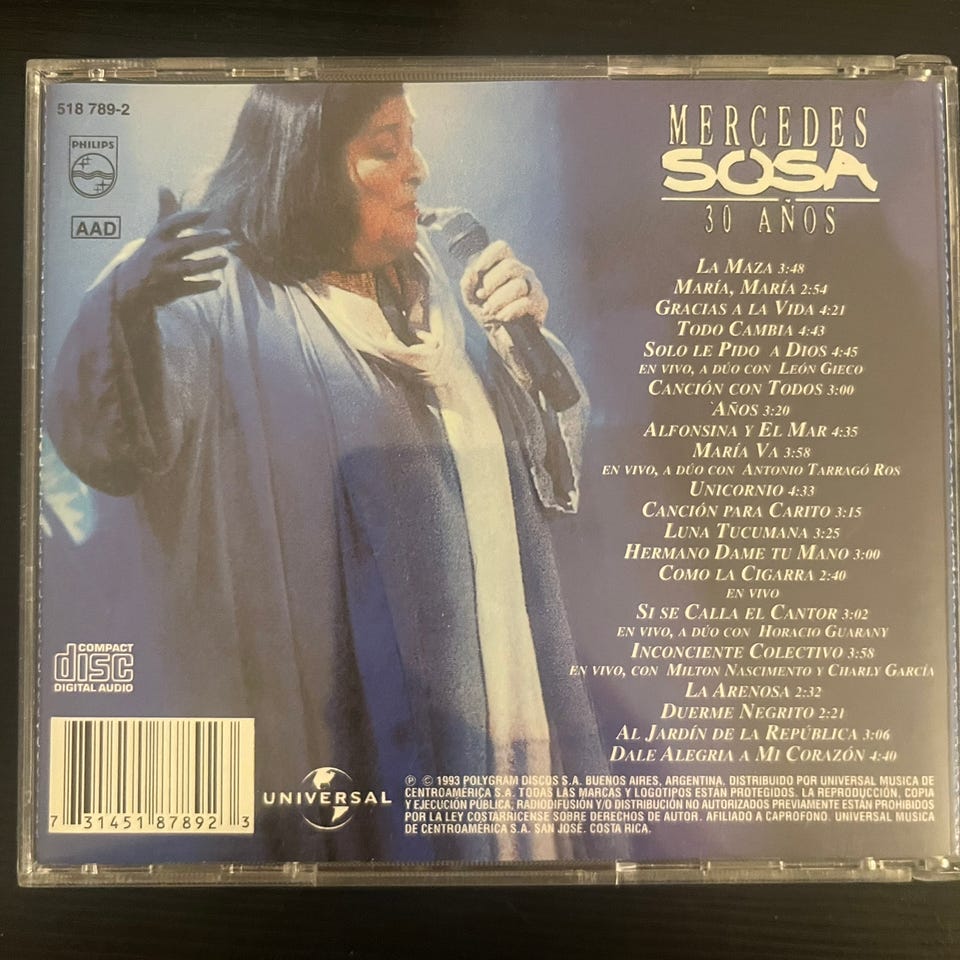 518 789-2
PHILIPS
AAD
MERCEDES
SOSA
30 AÑOS
LA MAZA 3:48
MARÍA, MARÍA 2:54
GRACIAS A LA VIDA 4:21
TODO CAMBIA 4:43
SOLO LE PIDO A DIOS 4:45
EN VIVO, A DÚO CON LEÓN GIECO
CANCIÓN CON TODOS 3:00
AÑOS 3:20
ALFONSINA Y EL MAR 4:35
MARÍA VA 3:58
EN VIVO, A DÚO CON ANTONIO TARRAGÓ ROS
UNICORNIO 4:33
CANCIÓN PARA CARITO 3:15
LUNA TUCUMANA 3:25
HERMANO DAME TU MANO 3:00
COMO LA CIGARRA 2:40
EN VIVO
SI SE CALLA EL CANTOR 3:02
EN VIVO, A DÚO CON HORACIO GUARANY
INCONCIENTE COLECTIVO 3:58
EN VIVO, CON MILTON NASCIMENTO Y CHARLY GARCÍA
LA ARENOSA 2:32
DUERME NEGRITO 2:21
AL JARDÍN DE LA REPÚBLICA 3:06
DALE ALEGRIA A MI CORAZÓN 4:40
COMPACT
disc
DIGITAL AUDIO
7 31451 87892 3
UNIVERSAL
℗ © 1993 POLYGRAM DISCOS S.A. BUENOS AIRES, ARGENTINA. DISTRIBUIDO POR UNIVERSAL MUSICA DE
CENTROAMÉRICA S.A. TODAS LAS MARCAS Y LOGOTIPOS ESTÁN PROTEGIDOS. LA REPRODUCCIÓN, COPIA
Y EJECUCIÓN PÚBLICA, RADIODIFUSIÓN Y/O DISTRIBUCIÓN NO AUTORIZADOS PREVIAMENTE ESTÁN PROHIBIDOS
POR LA LEY COSTARRICENSE SOBRE DERECHOS DE AUTOR. AFILIADO A CAPROFONO. UNIVERSAL MUSICA
DE CENTROAMÉRICA S.A. SAN JOSÉ. COSTA RICA.